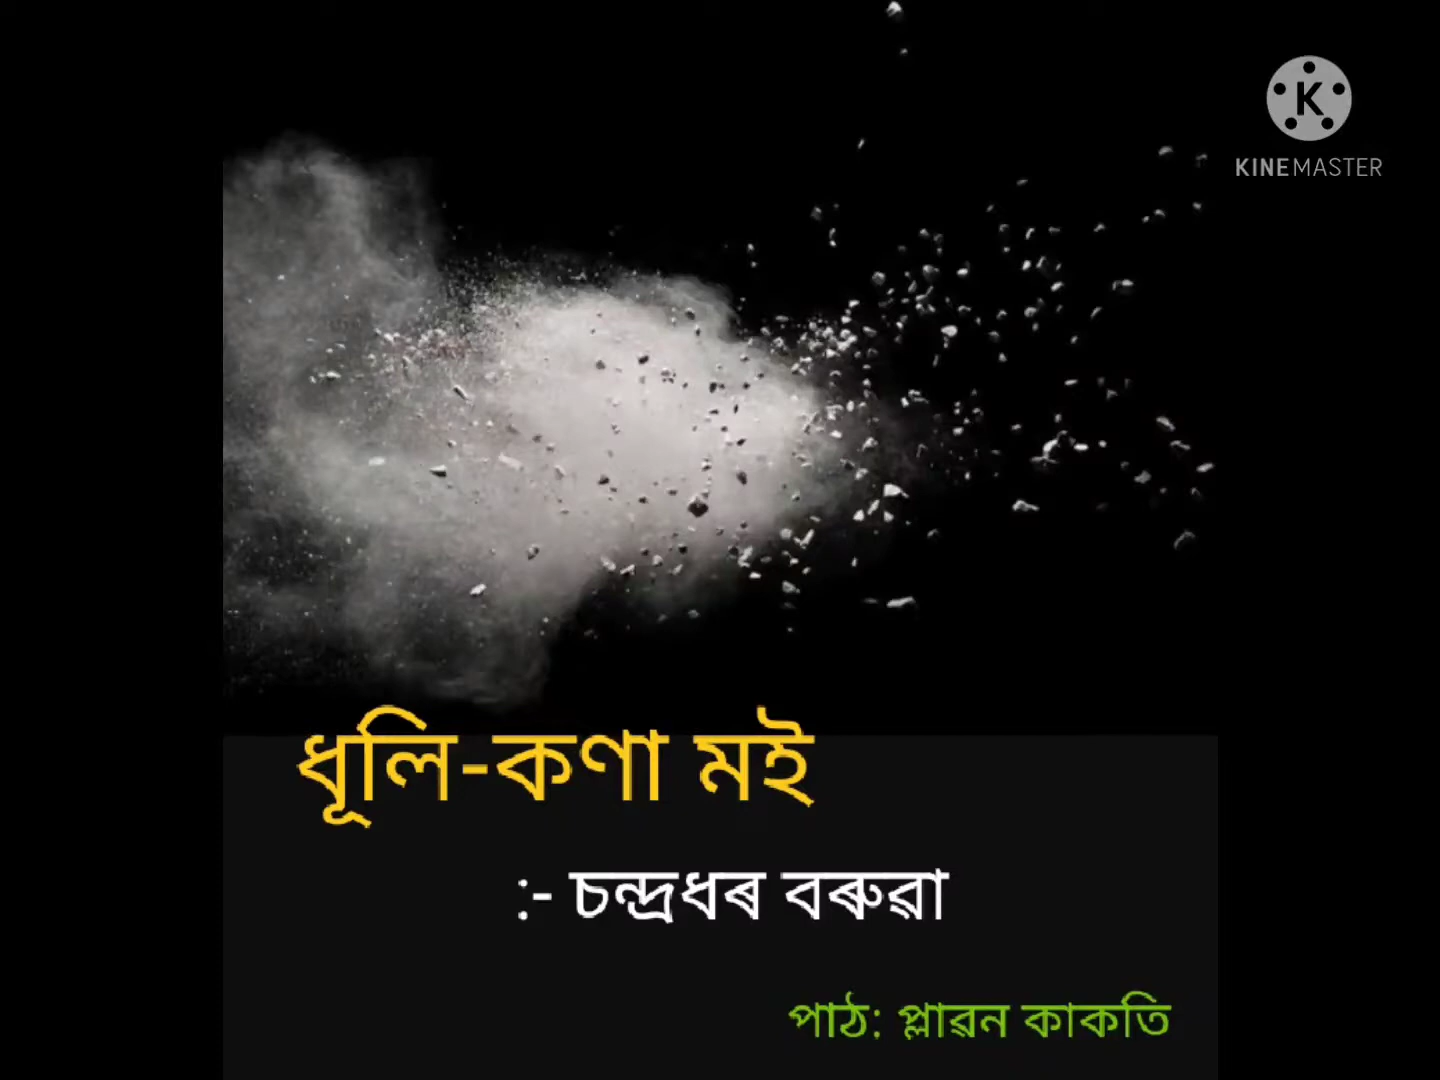 KINEMASTER
ধূলি-কণা মই
:- চন্দ্ৰধৰ বৰুৱা
পাঠ: প্লাৱন কাকতি